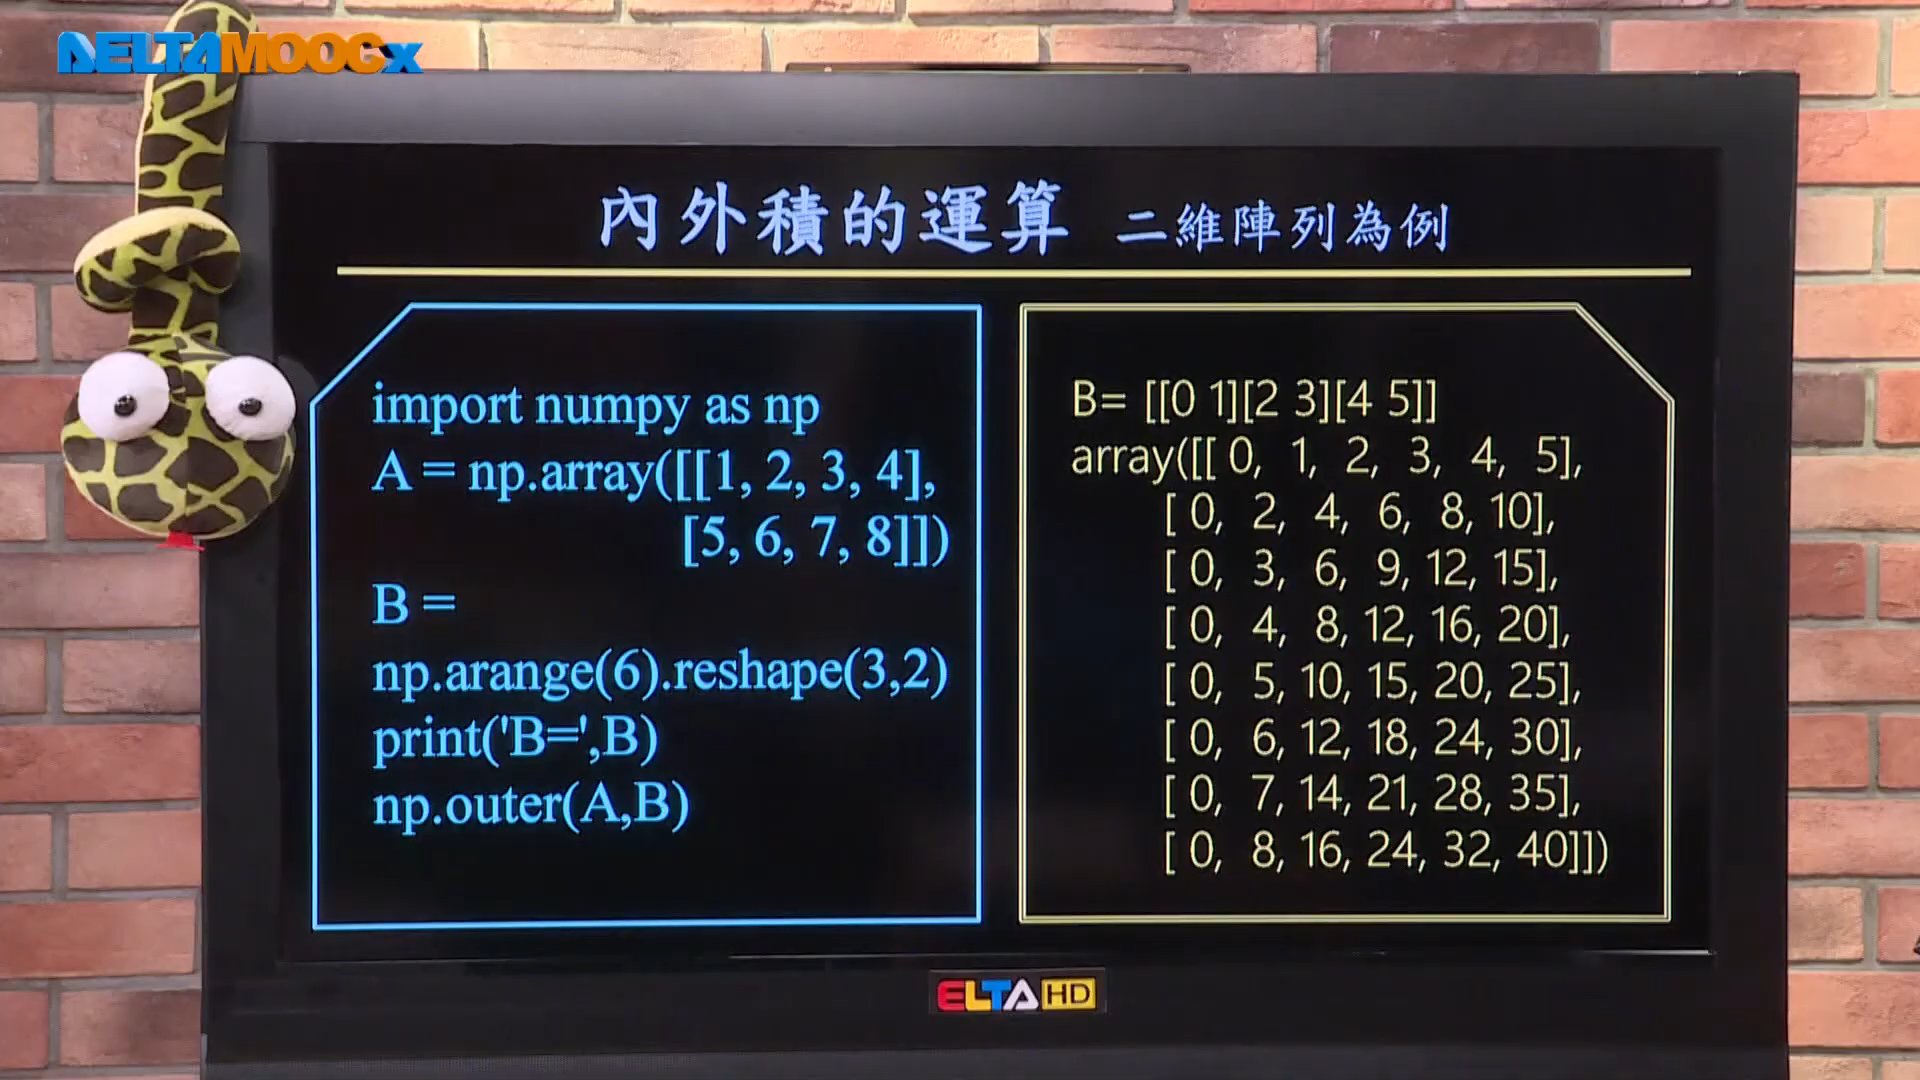 DELTAMOOCx
內外積的運算 二維陣列為例
import numpy as np
A = np.array([[1, 2, 3, 4],
[5, 6, 7, 8]])
B =
np.arange(6).reshape(3,2)
print('B=',B)
np.outer(A,B)
B= [[0 1][2 3][4 5]]
array([[ 0, 1, 2, 3, 4, 5],
[ 0, 2, 4, 6, 8, 10],
[ 0, 3, 6, 9, 12, 15],
[ 0, 4, 8, 12, 16, 20],
[ 0, 5, 10, 15, 20, 25],
[ 0, 6, 12, 18, 24, 30],
[ 0, 7, 14, 21, 28, 35],
[ 0, 8, 16, 24, 32, 40]])
ELTA HD